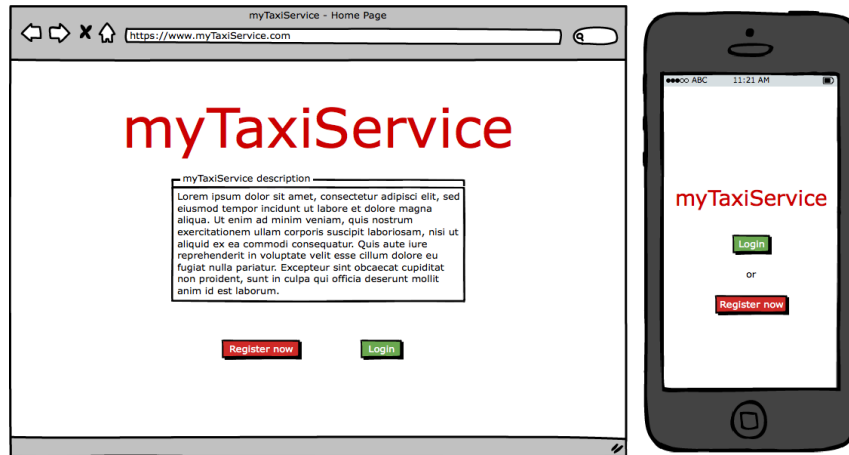 myTaxiService - Home Page
https://www.myTaxiService.com
myTaxiService
myTaxiService description
Lorem ipsum dolor sit amet, consectetur adipisci elit, sed
eiusmod tempor incidunt ut labore et dolore magna
aliqua. Ut enim ad minim veniam, quis nostrum
exercitationem ullam corporis suscipit laboriosam, nisi ut
aliquid ex ea commodi consequatur. Quis aute iure
reprehenderit in voluptate velit esse cillum dolore eu
fugiat nulla pariatur. Excepteur sint obcaecat cupiditat
non proident, sunt in culpa qui officia deserunt mollit
anim id est laborum.
Register now
Login
ABC 11:21 AM
myTaxiService
Login
or
Register now